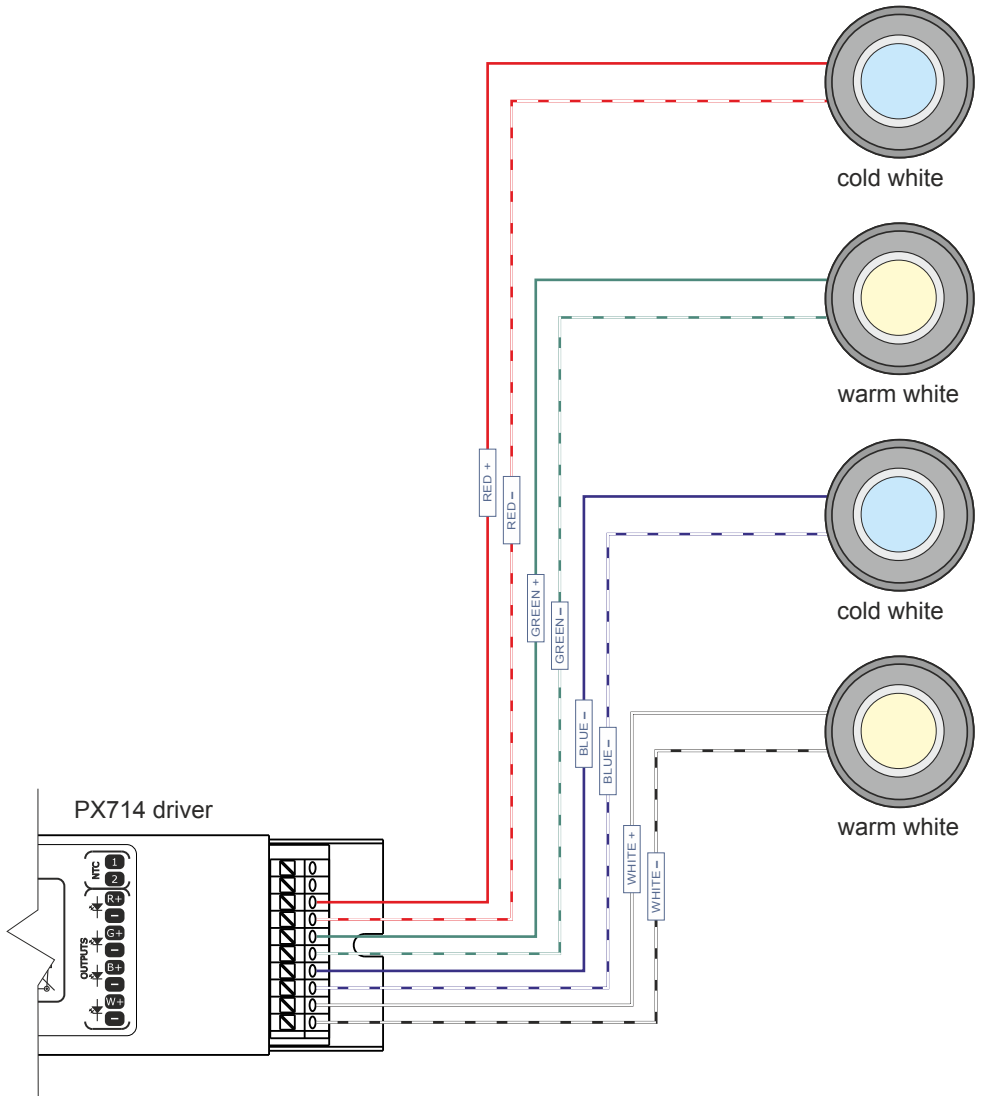 cold white
warm white
RED +
RED –
cold white
GREEN +
GREEN –
BLUE –
BLUE –
warm white
WHITE +
WHITE –
PX714 driver
NTC
1
2
OUTPUTS
R+
–
G+
–
B+
–
W+
–